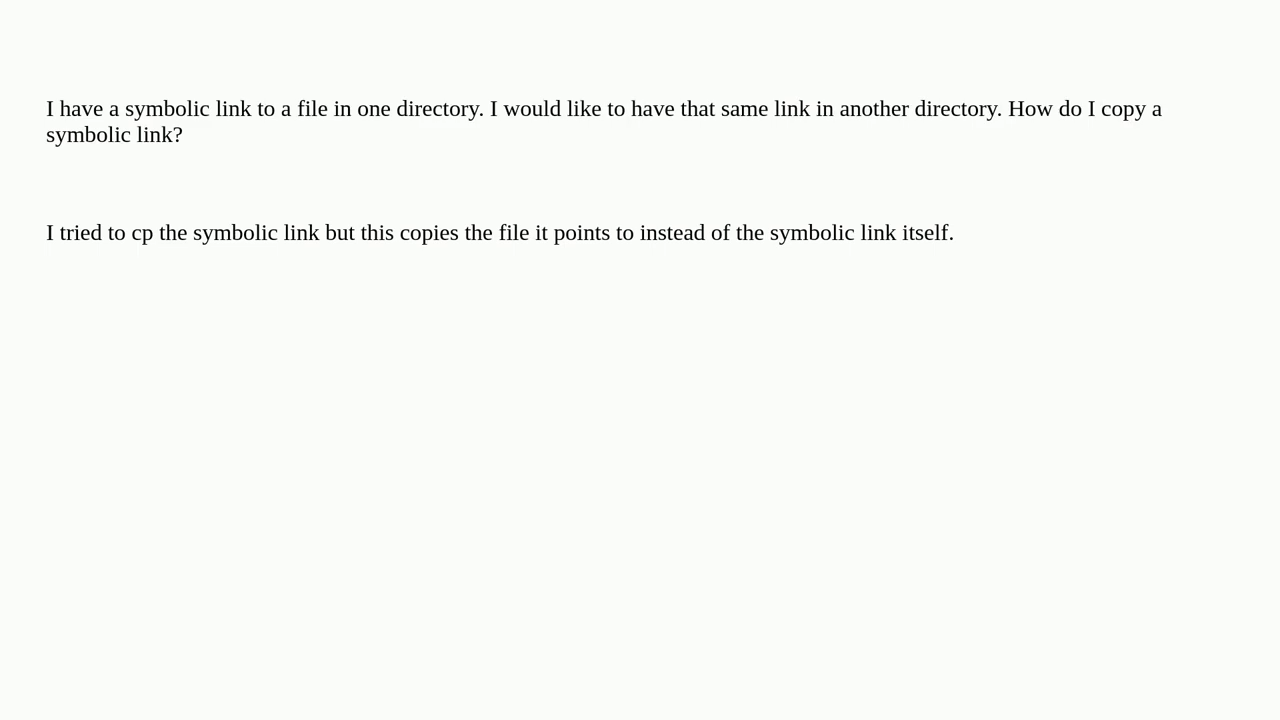 I have a symbolic link to a file in one directory. I would like to have that same link in another directory. How do I copy a
symbolic link?
I tried to cp the symbolic link but this copies the file it points to instead of the symbolic link itself.